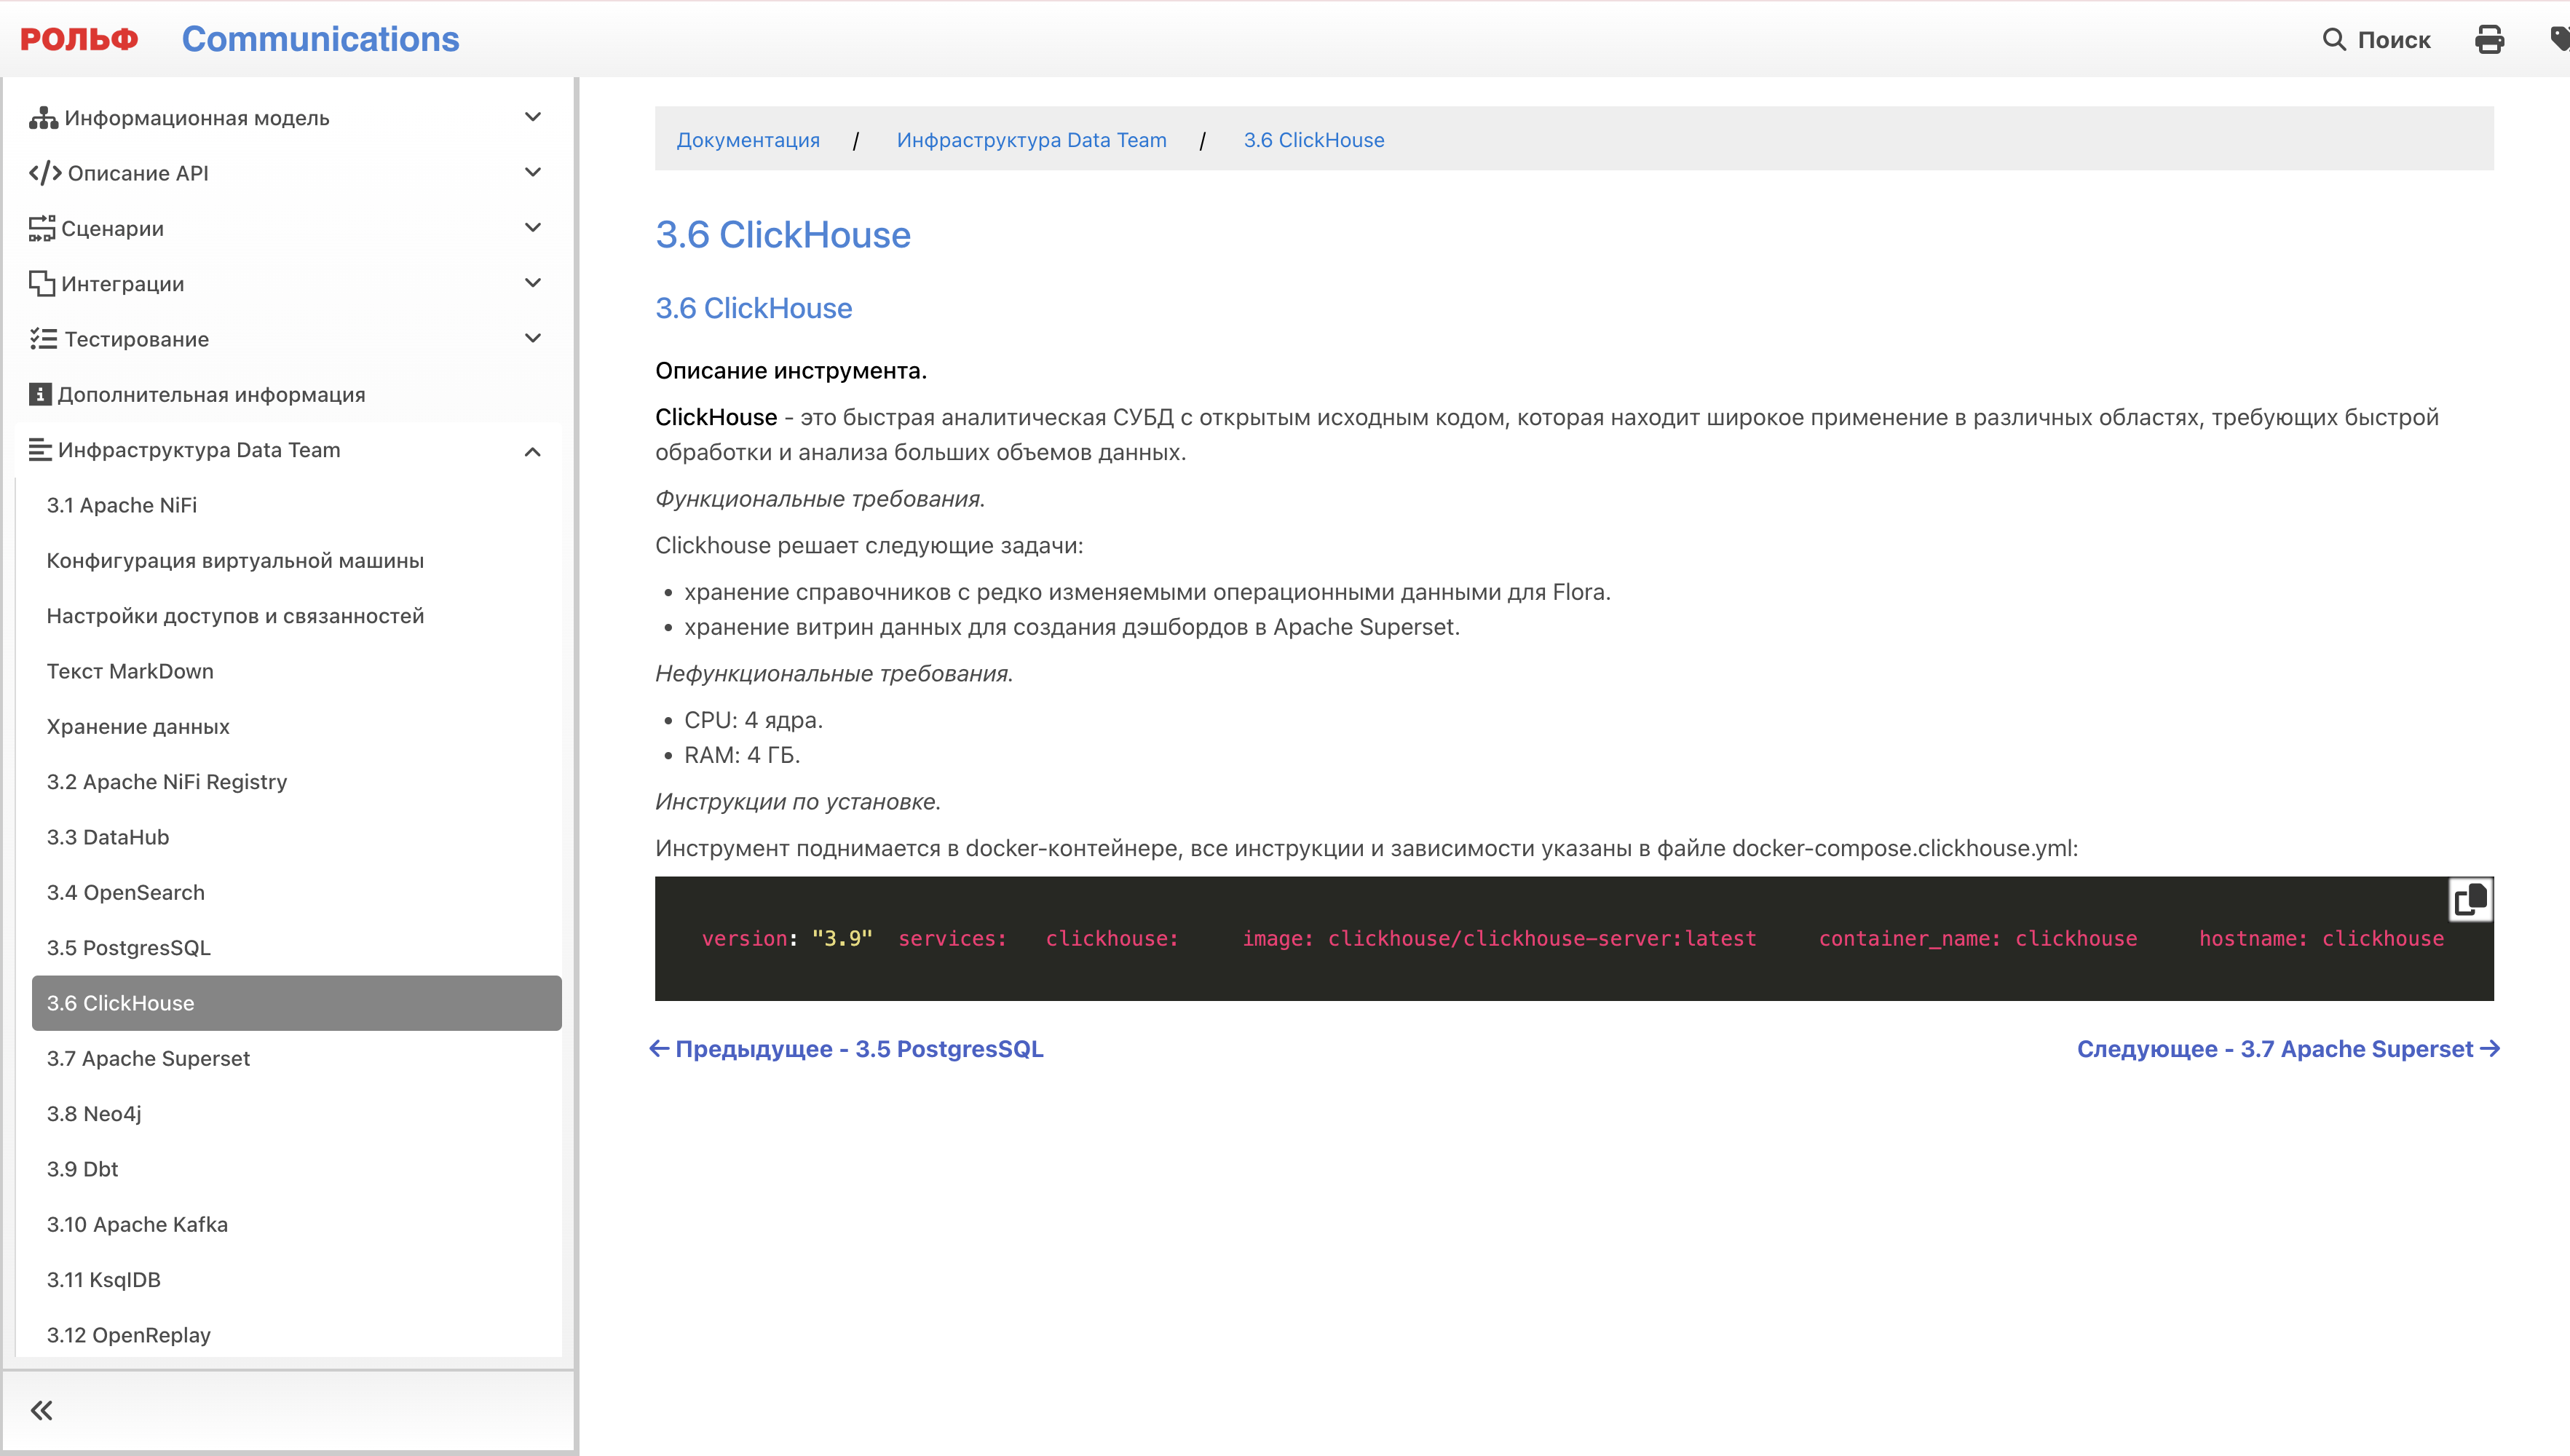 РОЛЬФ Communications
Поиск
Информационная модель
Описание API
Сценарии
Интеграции
Тестирование
Дополнительная информация
Инфраструктура Data Team
3.1 Apache NiFi
Конфигурация виртуальной машины
Настройки доступов и связанностей
Текст MarkDown
Хранение данных
3.2 Apache NiFi Registry
3.3 DataHub
3.4 OpenSearch
3.5 PostgresSQL
3.6 ClickHouse
3.7 Apache Superset
3.8 Neo4j
3.9 Dbt
3.10 Apache Kafka
3.11 KsqlDB
3.12 OpenReplay
Документация / Инфраструктура Data Team / 3.6 ClickHouse
3.6 ClickHouse
3.6 ClickHouse
Описание инструмента.
ClickHouse - это быстрая аналитическая СУБД с открытым исходным кодом, которая находит широкое применение в различных областях, требующих быстрой
обработки и анализа больших объемов данных.
Функциональные требования.
Clickhouse решает следующие задачи:
• хранение справочников с редко изменяемыми операционными данными для Flora.
• хранение витрин данных для создания дэшбордов в Apache Superset.
Нефункциональные требования.
• CPU: 4 ядра.
• RAM: 4 ГБ.
Инструкции по установке.
Инструмент поднимается в docker-контейнере, все инструкции и зависимости указаны в файле docker-compose.clickhouse.yml:
version: "3.9"  services:   clickhouse:     image: clickhouse/clickhouse-server:latest     container_name: clickhouse     hostname: clickhouse
← Предыдущее - 3.5 PostgresSQL
Следующее - 3.7 Apache Superset →